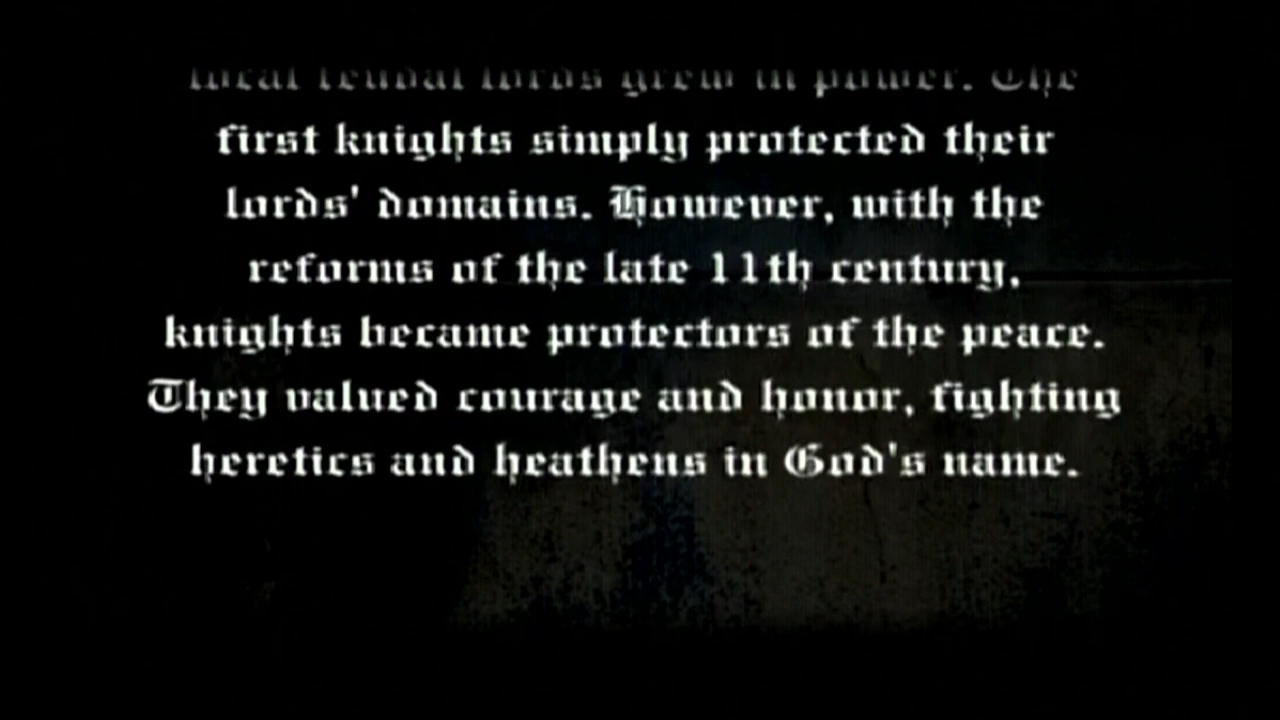 local feudal lords grew in power. The
first knights simply protected their
lords' domains. However, with the
reforms of the late 11th century,
knights became protectors of the peace.
They valued courage and honor, fighting
heretics and heathens in God's name.